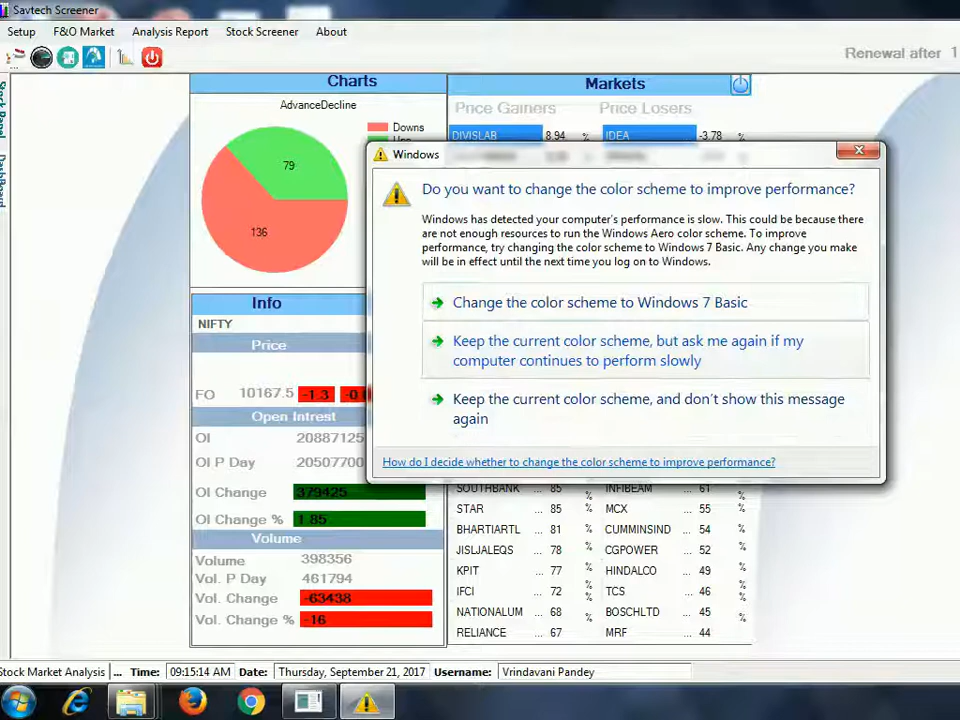 Savtech Screener
Setup F&O Market Analysis Report Stock Screener About
Renewal after 1
Stock Panel
DashBoard
Charts
AdvanceDecline
Downs
79
136
Markets
Price Gainers Price Losers
DIVISLAB 8.94 % IDEA -3.78 %
Windows
Do you want to change the color scheme to improve performance?
Windows has detected your computer's performance is slow. This could be because there
are not enough resources to run the Windows Aero color scheme. To improve
performance, try changing the color scheme to Windows 7 Basic. Any change you make
will be in effect until the next time you log on to Windows.
Change the color scheme to Windows 7 Basic
Keep the current color scheme, but ask me again if my
computer continues to perform slowly
Keep the current color scheme, and don't show this message
again
How do I decide whether to change the color scheme to improve performance?
Info
NIFTY
Price
FO 10167.5 -1.3
Open Intrest
OI 20887125
OI P Day 20507700
OI Change 379425
OI Change % 1.85
Volume
Volume 398356
Vol. P Day 461794
Vol. Change -63438
Vol. Change % -16
SOUTHBANK ... 85 % INFIBEAM ... 61 %
STAR ... 85 % MCX ... 55 %
BHARTIARTL ... 81 % CUMMINSIND ... 54 %
JISLJALEQS ... 78 % CGPOWER ... 52 %
KPIT ... 77 % HINDALCO ... 49 %
IFCI ... 72 % TCS ... 46 %
NATIONALUM ... 68 % BOSCHLTD ... 45 %
RELIANCE ... 67 MRF ... 44
Stock Market Analysis ... Time: 09:15:14 AM Date: Thursday, September 21, 2017 Username: Vrindavani Pandey